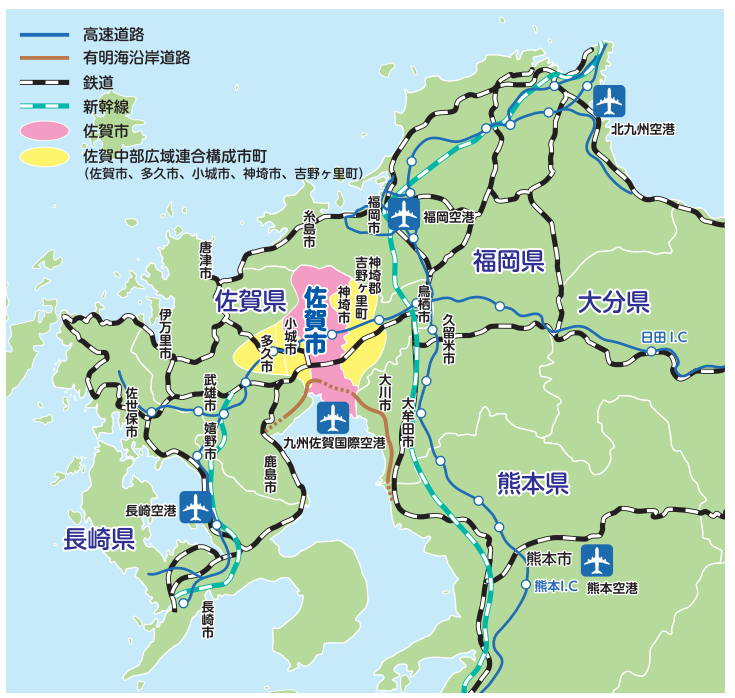 高速道路
有明海沿岸道路
鉄道
新幹線
佐賀市
佐賀中部広域連合構成市町
(佐賀市、多久市、小城市、神埼市、吉野ヶ里町)
北九州空港
福岡市
福岡空港
糸島市
唐津市
福岡県
佐賀県
大分県
神埼郡
吉野ヶ里町
神埼市
佐賀市
小城市
多久市
伊万里市
鳥栖市
久留米市
日田 I.C
武雄市
佐世保市
嬉野市
大川市
大牟田市
九州佐賀国際空港
鹿島市
熊本県
長崎空港
長崎県
熊本市
熊本I.C
熊本空港
長崎市